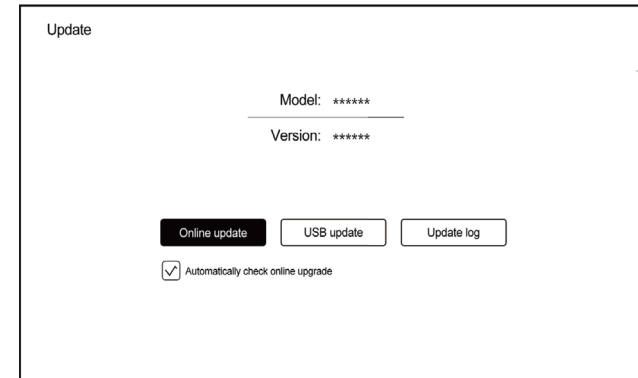 Update
Model: ******
Version: ******
Online update
USB update
Update log
Automatically check online upgrade